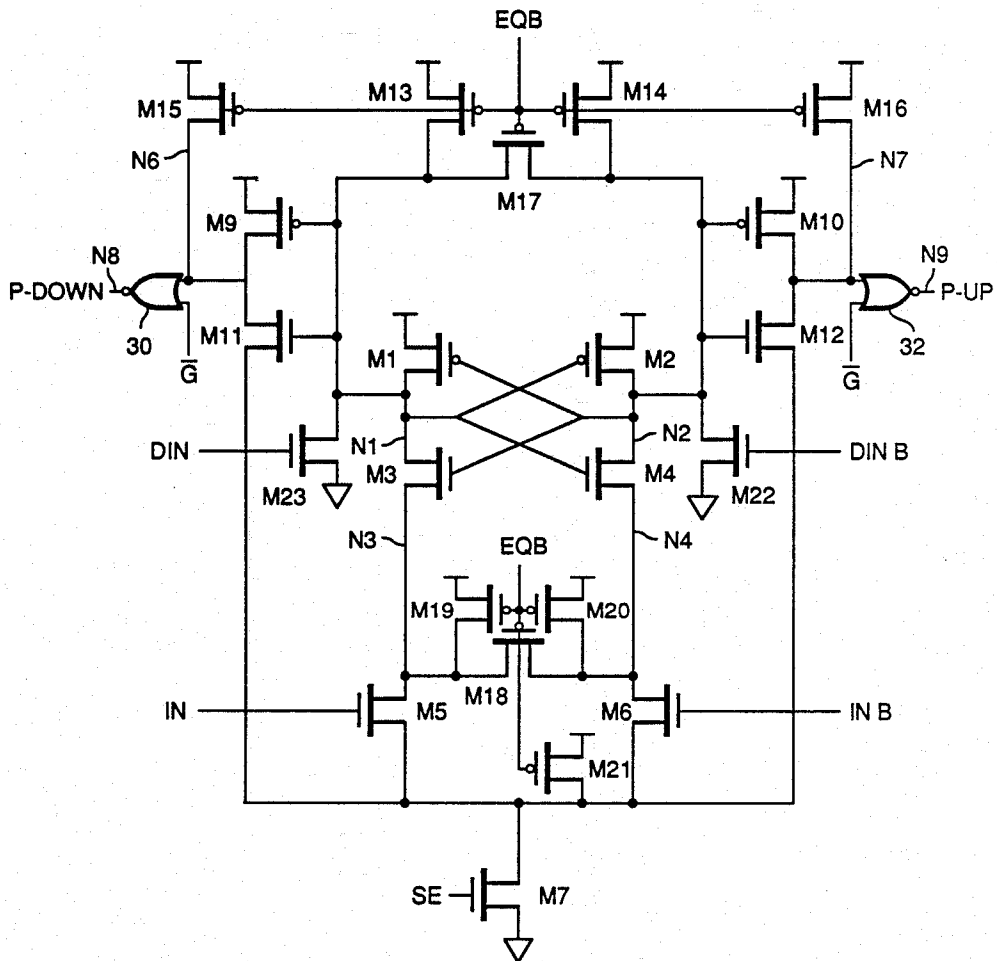 EQB
M15
M13
M14
M16
N6
N7
M17
M9
M10
N8
N9
P-DOWN
P-UP
30
M11
M12
32
G̅
G̅
M1
M2
N1
N2
DIN
M3
M4
DIN B
M23
M22
N3
N4
EQB
M19
M20
M18
IN
M5
M6
IN B
M21
SE
M7